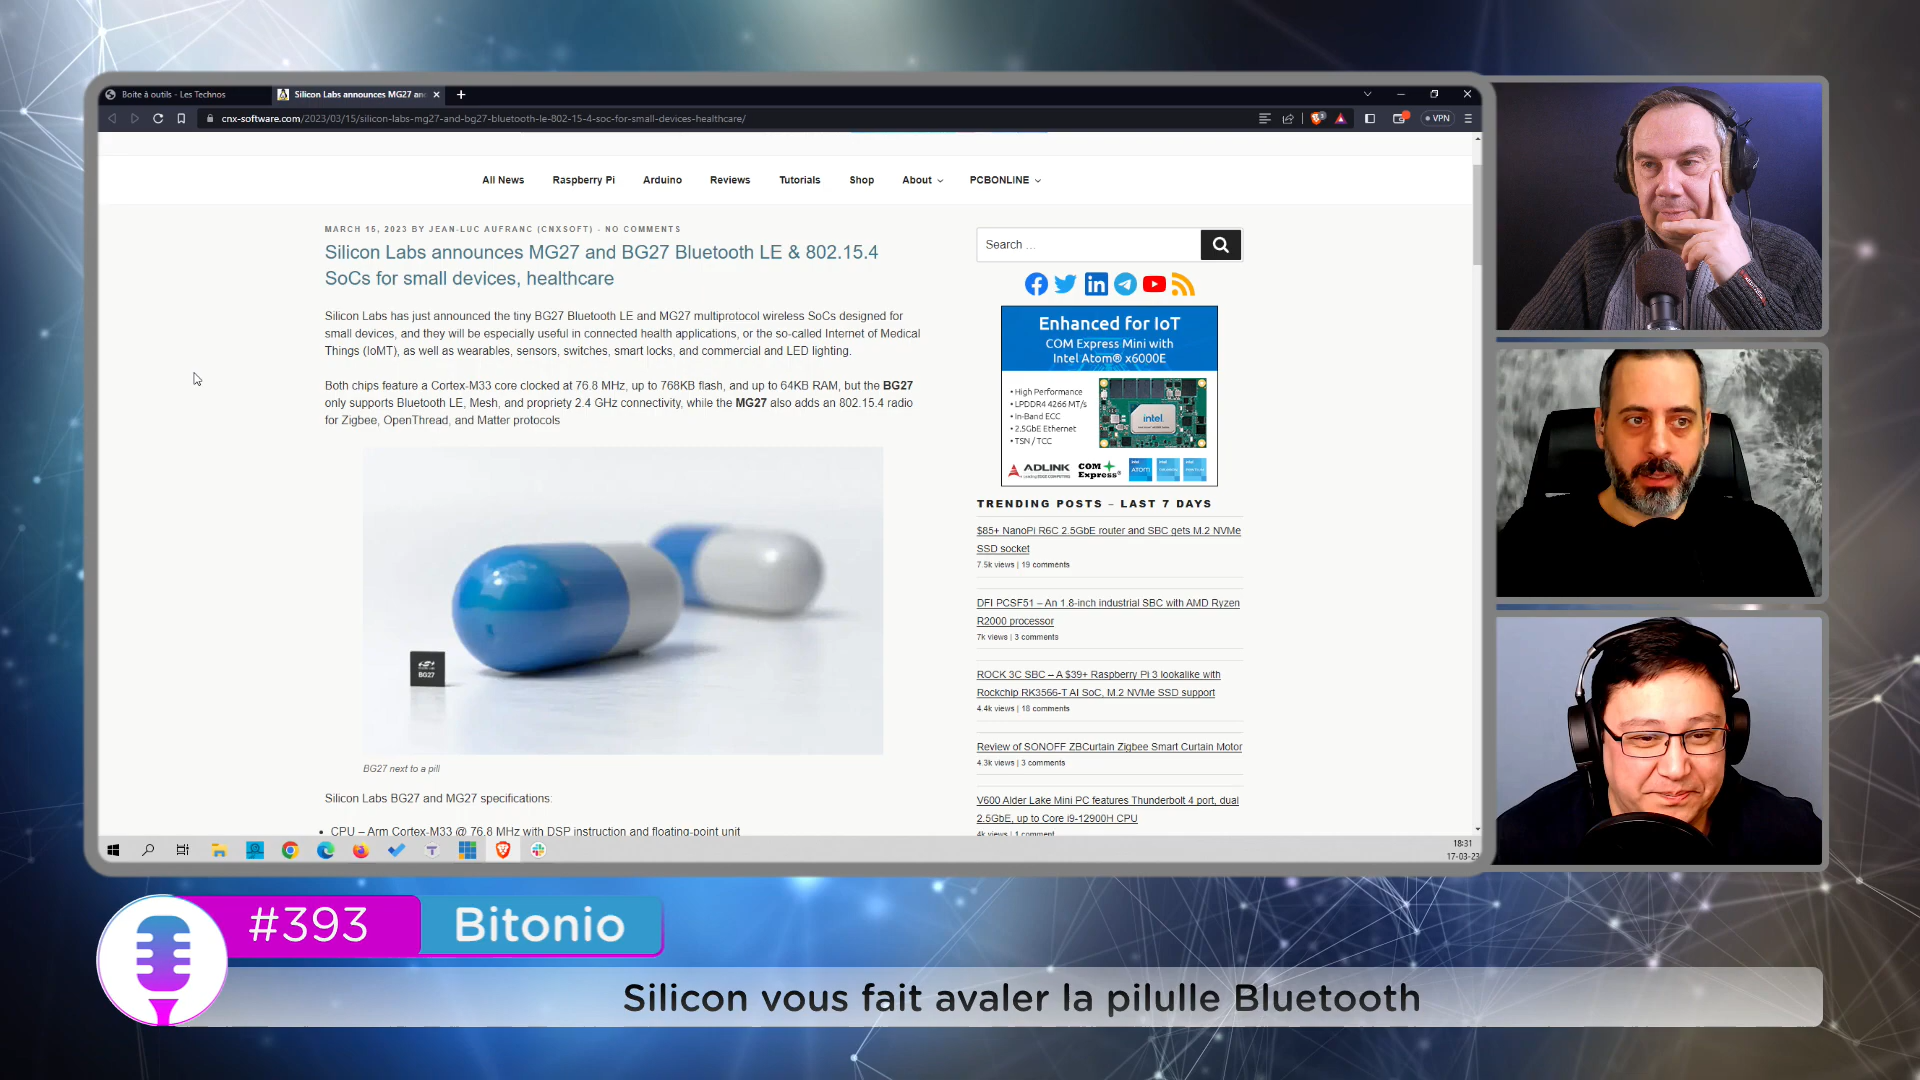 Boite à outils - Les Technos
Silicon Labs announces MG27 an
cnx-software.com/2023/03/15/silicon-labs-mg27-and-bg27-bluetooth-le-802-15-4-soc-for-small-devices-healthcare/
VPN
All News
Raspberry Pi
Arduino
Reviews
Tutorials
Shop
About
PCBONLINE
MARCH 15, 2023 BY JEAN-LUC AUFRANC (CNXSOFT) - NO COMMENTS
Silicon Labs announces MG27 and BG27 Bluetooth LE & 802.15.4
SoCs for small devices, healthcare
Silicon Labs has just announced the tiny BG27 Bluetooth LE and MG27 multiprotocol wireless SoCs designed for
small devices, and they will be especially useful in connected health applications, or the so-called Internet of Medical
Things (IoMT), as well as wearables, sensors, switches, smart locks, and commercial and LED lighting.
Both chips feature a Cortex-M33 core clocked at 76.8 MHz, up to 768KB flash, and up to 64KB RAM, but the BG27
only supports Bluetooth LE, Mesh, and propriety 2.4 GHz connectivity, while the MG27 also adds an 802.15.4 radio
for Zigbee, OpenThread, and Matter protocols
BG27
BG27 next to a pill
Silicon Labs BG27 and MG27 specifications:
• CPU – Arm Cortex-M33 @ 76.8 MHz with DSP instruction and floating-point unit
Search …
Enhanced for IoT
COM Express Mini with
Intel Atom® x6000E
• High Performance
• LPDDR4 4266 MT/s
• In-Band ECC
• 2.5GbE Ethernet
• TSN / TCC
intel.
ADLINK
COM
Express
ATOM
TRENDING POSTS – LAST 7 DAYS
$85+ NanoPi R6C 2.5GbE router and SBC gets M.2 NVMe
SSD socket
7.5k views | 19 comments
DFI PCSF51 – An 1.8-inch industrial SBC with AMD Ryzen
R2000 processor
7k views | 3 comments
ROCK 3C SBC – A $39+ Raspberry Pi 3 lookalike with
Rockchip RK3566-T AI SoC, M.2 NVMe SSD support
4.4k views | 18 comments
Review of SONOFF ZBCurtain Zigbee Smart Curtain Motor
4.3k views | 3 comments
V600 Alder Lake Mini PC features Thunderbolt 4 port, dual
2.5GbE, up to Core i9-12900H CPU
4k views | 1 comment
18:31
17-03-23
#393
Bitonio
Silicon vous fait avaler la pilulle Bluetooth